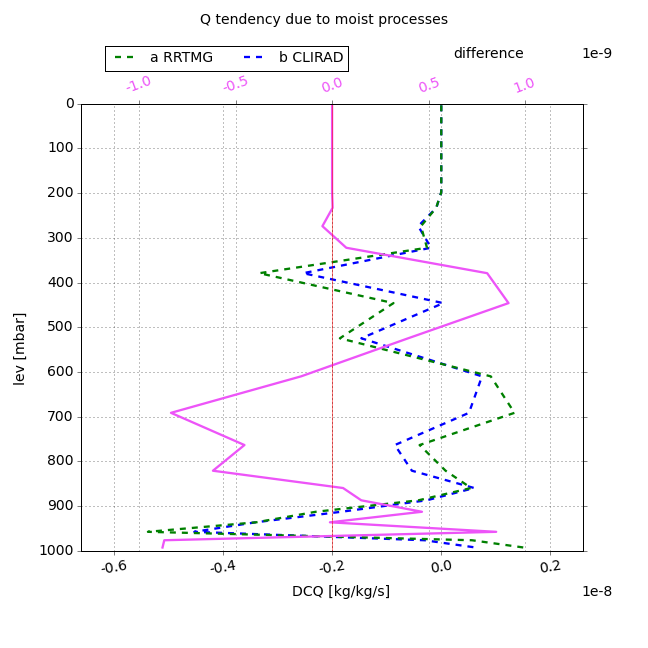 Q tendency due to moist processes
a RRTMG b CLIRAD difference 1e-9
-1.0 -0.5 0.0 0.5 1.0
0
100
200
300
400
500
600
700
800
900
1000
lev [mbar]
-0.6 -0.4 -0.2 0.0 0.2
DCQ [kg/kg/s] 1e-8